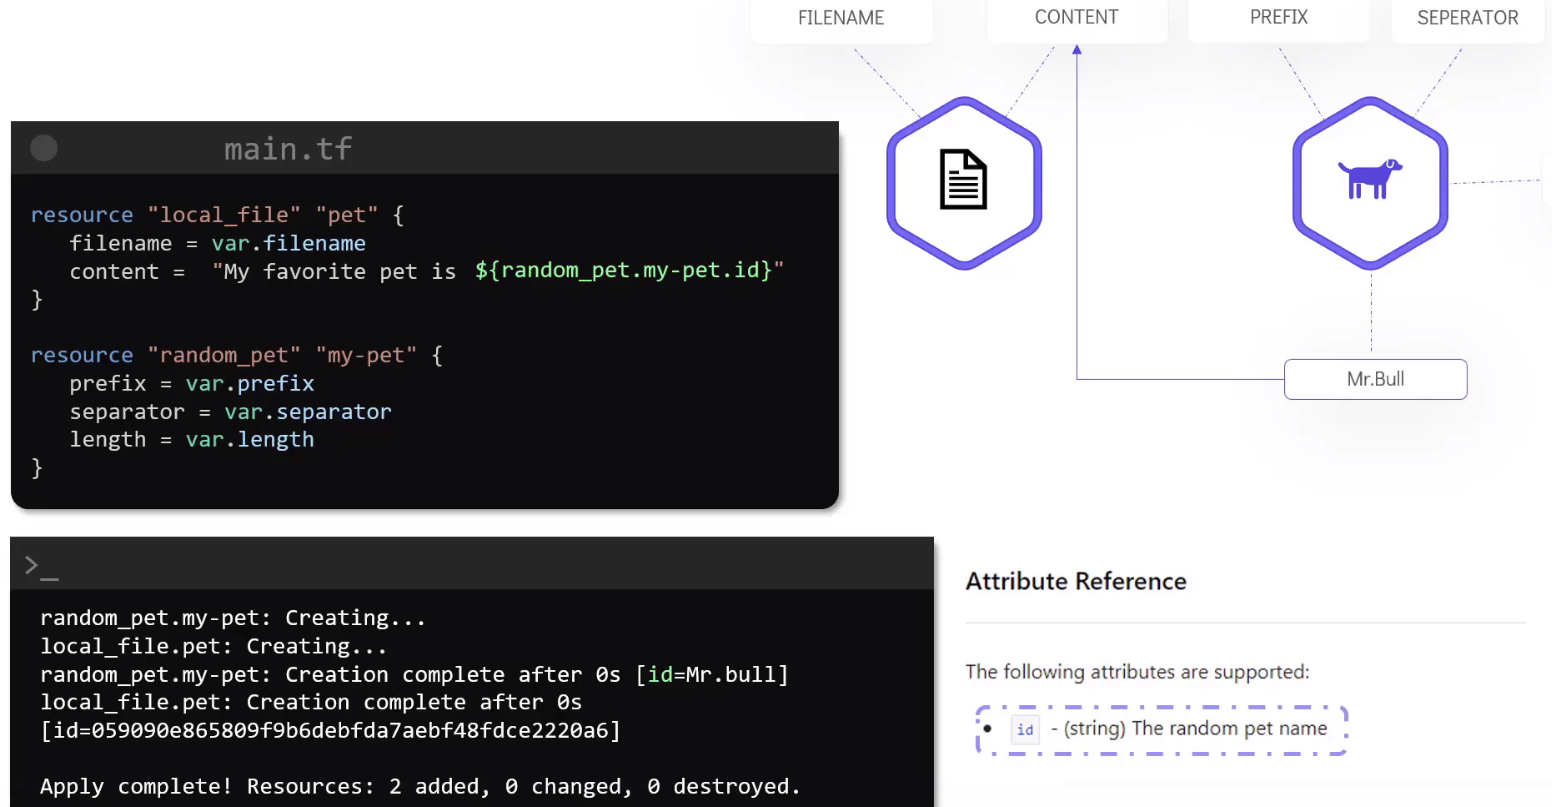 FILENAME
CONTENT
PREFIX
SEPERATOR
main.tf
resource "local_file" "pet" {
filename = var.filename
content = "My favorite pet is ${random_pet.my-pet.id}"
}
resource "random_pet" "my-pet" {
prefix = var.prefix
separator = var.separator
length = var.length
}
Mr.Bull
>_
random_pet.my-pet: Creating...
local_file.pet: Creating...
random_pet.my-pet: Creation complete after 0s [id=Mr.bull]
local_file.pet: Creation complete after 0s
[id=059090e865809f9b6debfda7aebf48fdce2220a6]
Apply complete! Resources: 2 added, 0 changed, 0 destroyed.
Attribute Reference
The following attributes are supported:
• id - (string) The random pet name